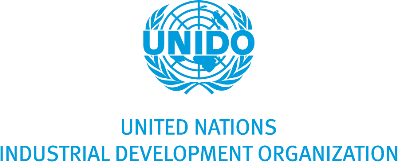 UNIDO
UNITED NATIONS
INDUSTRIAL DEVELOPMENT ORGANIZATION